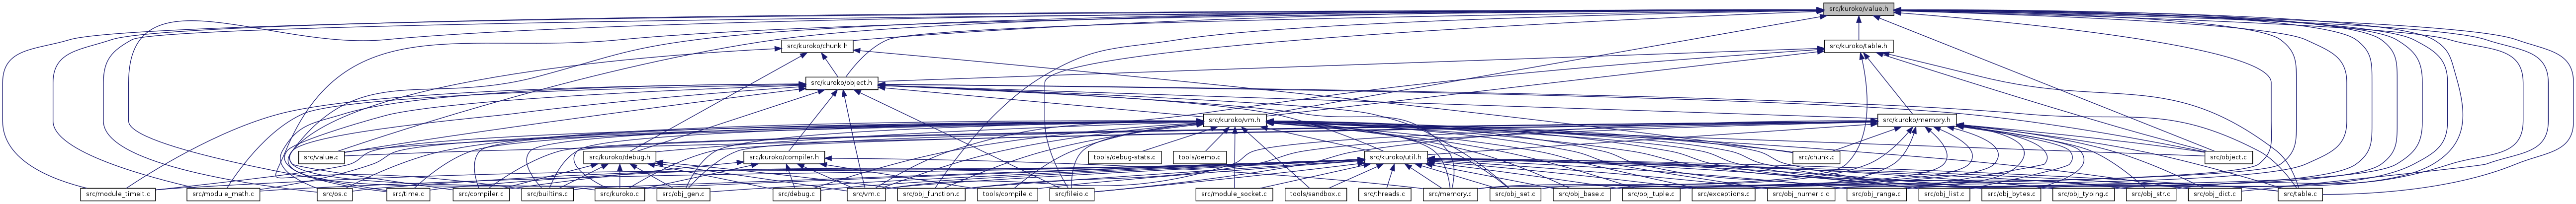 src/kuroko/value.h
src/kuroko/chunk.h
src/kuroko/table.h
src/kuroko/object.h
src/kuroko/vm.h
src/kuroko/memory.h
src/value.c
src/kuroko/debug.h
src/kuroko/compiler.h
tools/debug-stats.c
tools/demo.c
src/kuroko/util.h
src/chunk.c
src/object.c
src/module_timeit.c
src/module_math.c
src/os.c
src/time.c
src/compiler.c
src/builtins.c
src/kuroko.c
src/obj_gen.c
src/debug.c
src/vm.c
src/obj_function.c
tools/compile.c
src/fileio.c
src/module_socket.c
tools/sandbox.c
src/threads.c
src/memory.c
src/obj_set.c
src/obj_base.c
src/obj_tuple.c
src/exceptions.c
src/obj_numeric.c
src/obj_range.c
src/obj_list.c
src/obj_bytes.c
src/obj_typing.c
src/obj_str.c
src/obj_dict.c
src/table.c